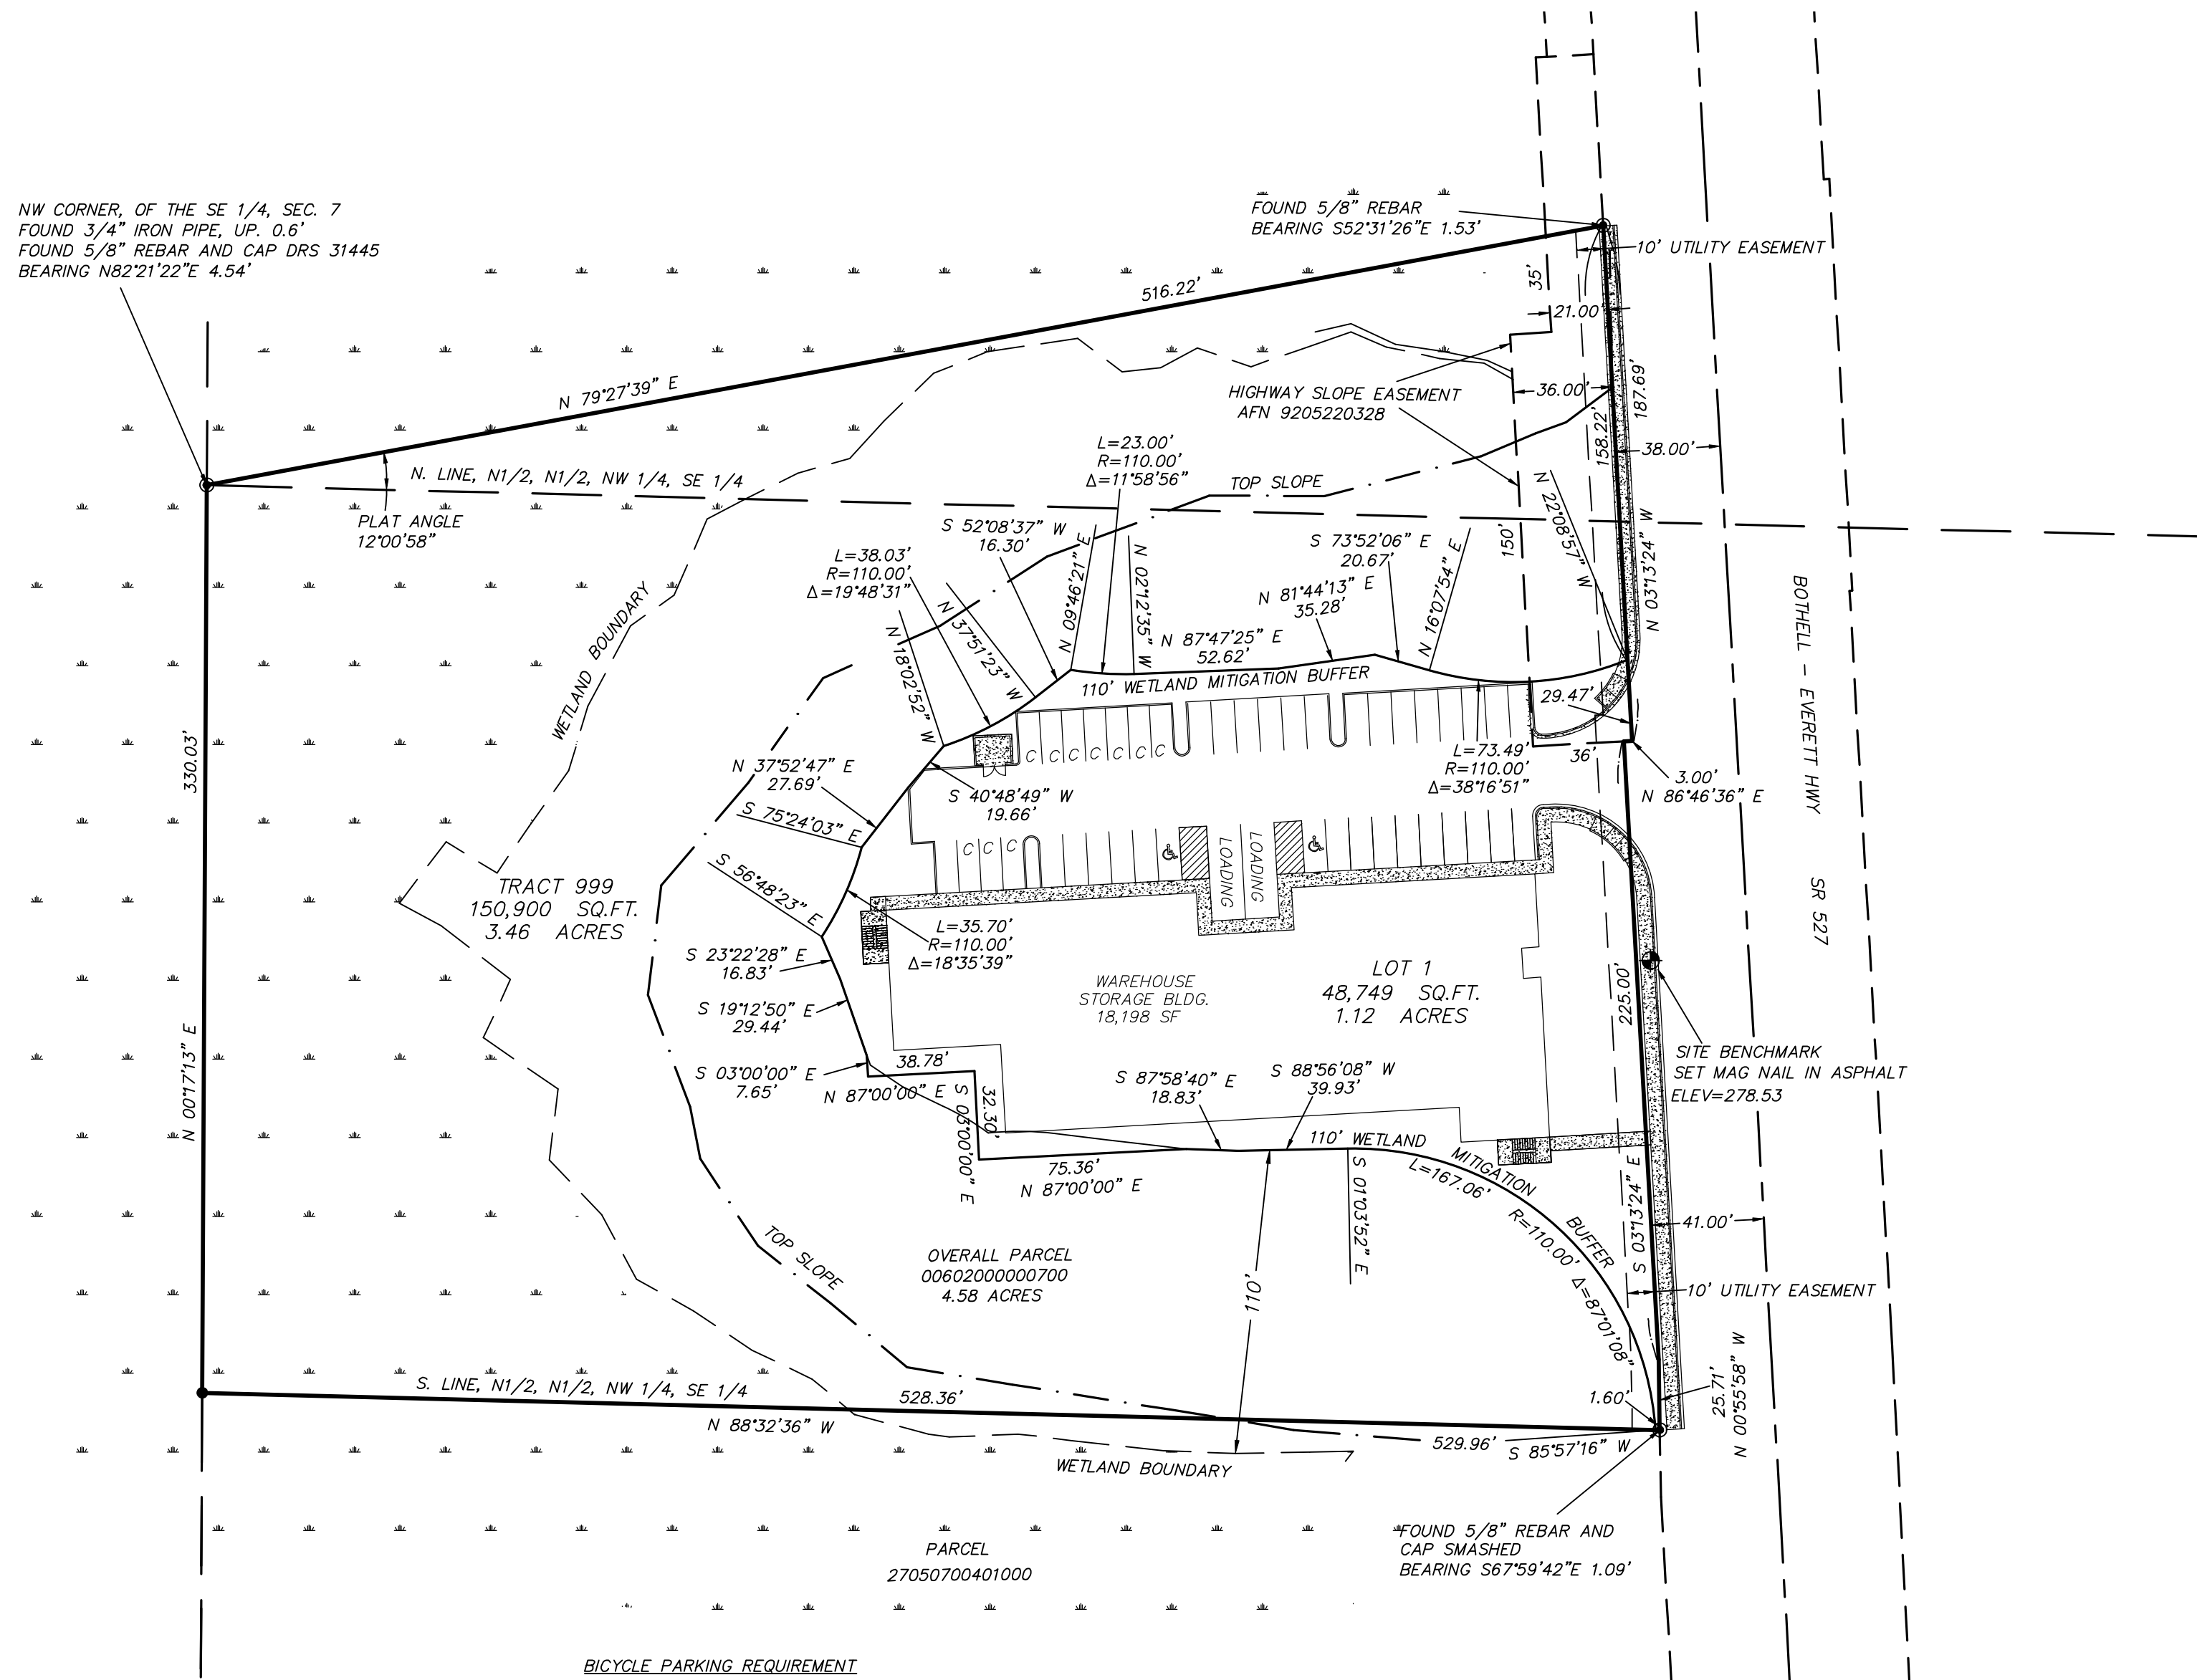 NW CORNER, OF THE SE 1/4, SEC. 7
FOUND 3/4" IRON PIPE, UP. 0.6'
FOUND 5/8" REBAR AND CAP DRS 31445
BEARING N82°21'22"E 4.54'
FOUND 5/8" REBAR
BEARING S52°31'26"E 1.53'
10' UTILITY EASEMENT
35'
516.22'
21.00'
N 79°27'39" E
HIGHWAY SLOPE EASEMENT
AFN 9205220328
36.00'
187.69'
158.22'
38.00'
N. LINE, N1/2, N1/2, NW 1/4, SE 1/4
PLAT ANGLE
12°00'58"
L=23.00'
R=110.00'
Δ=11°58'56"
TOP SLOPE
S 52°08'37" W
16.30'
L=38.03'
R=110.00'
Δ=19°48'31"
N 09°46'21" E
N 02°12'35" W
S 73°52'06" E
20.67'
150'
N 22°08'57" W
N 03°13'24" W
N 81°44'13" E
35.28'
N 16°07'54" E
N 37°51'23" W
N 18°02'52" W
N 87°47'25" E
52.62'
110' WETLAND MITIGATION BUFFER
WETLAND BOUNDARY
29.47'
BOTHELL - EVERETT HWY
SR 527
330.03'
N 00°17'13" E
N 37°52'47" E
27.69'
C C C C C C C
L=73.49'
R=110.00'
Δ=38°16'51"
36'
3.00'
N 86°46'36" E
S 40°48'49" W
19.66'
S 75°24'03" E
C C C
LOADING
LOADING
S 56°48'23" E
TRACT 999
150,900 SQ.FT.
3.46 ACRES
L=35.70'
R=110.00'
Δ=18°35'39"
S 23°22'28" E
16.83'
WAREHOUSE
STORAGE BLDG.
18,198 SF
LOT 1
48,749 SQ.FT.
1.12 ACRES
225.00'
S 19°12'50" E
29.44'
SITE BENCHMARK
SET MAG NAIL IN ASPHALT
ELEV=278.53
38.78'
S 03°00'00" E
7.65'
N 87°00'00" E
S 03°00'00" E
32.30'
S 87°58'40" E
18.83'
S 88°56'08" W
39.93'
110' WETLAND
MITIGATION
BUFFER
75.36'
N 87°00'00" E
S 01°03'52" E
L=167.06'
R=110.00'
Δ=87°01'08"
S 03°13'24" E
41.00'
TOP SLOPE
OVERALL PARCEL
00602000000700
4.58 ACRES
110'
10' UTILITY EASEMENT
S. LINE, N1/2, N1/2, NW 1/4, SE 1/4
528.36'
N 88°32'36" W
1.60'
25.71'
N 00°55'58" W
529.96'
S 85°57'16" W
WETLAND BOUNDARY
FOUND 5/8" REBAR AND
CAP SMASHED
BEARING S67°59'42"E 1.09'
PARCEL
27050700401000
BICYCLE PARKING REQUIREMENT